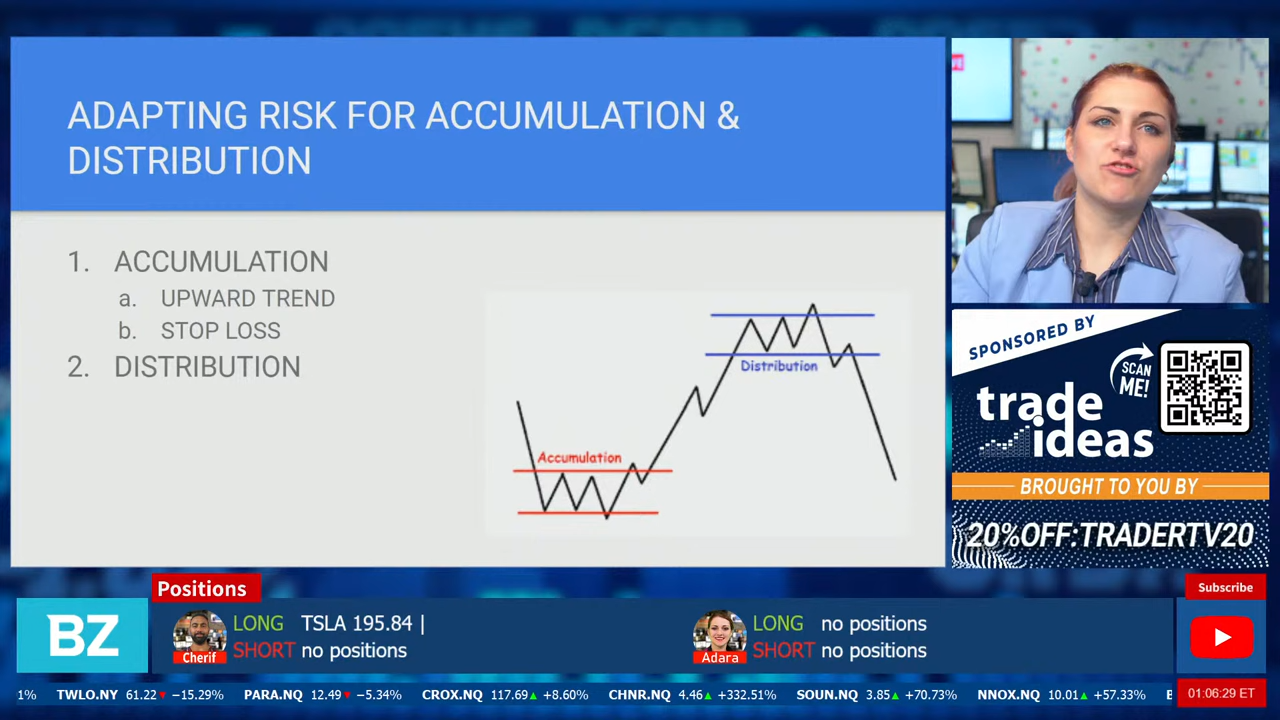 ADAPTING RISK FOR ACCUMULATION &
DISTRIBUTION
1. ACCUMULATION
a. UPWARD TREND
b. STOP LOSS
2. DISTRIBUTION
Distribution
Accumulation
SPONSORED BY
SCAN
ME!
trade
ideas
BROUGHT TO YOU BY
20%OFF:TRADERTV20
Positions
Subscribe
BZ
Cherif
LONG TSLA 195.84 |
SHORT no positions
Adara
LONG no positions
SHORT no positions
1% TWLO.NY 61.22 ▼ −15.29% PARA.NQ 12.49 ▼ −5.34% CROX.NQ 117.69 ▲ +8.60% CHNR.NQ 4.46 ▲ +332.51% SOUN.NQ 3.85 ▲ +70.73% NNOX.NQ 10.01 ▲ +57.33%
01:06:29 ET